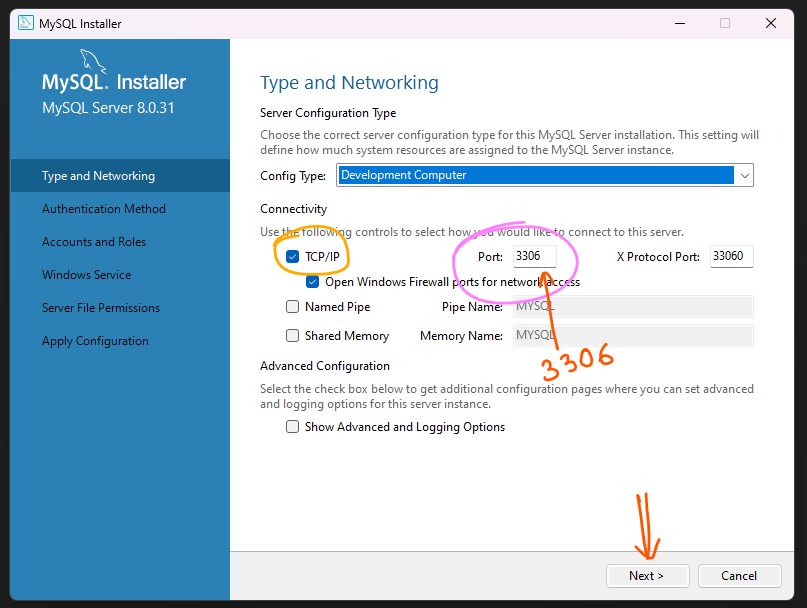 MySQL Installer
MySQL. Installer
MySQL Server 8.0.31
Type and Networking
Authentication Method
Accounts and Roles
Windows Service
Server File Permissions
Apply Configuration
Type and Networking
Server Configuration Type
Choose the correct server configuration type for this MySQL Server installation. This setting will
define how much system resources are assigned to the MySQL Server instance.
Config Type: Development Computer
Connectivity
Use the following controls to select how you would like to connect to this server.
TCP/IP Port: 3306 X Protocol Port: 33060
Open Windows Firewall ports for network access
Named Pipe Pipe Name: MYSQL
Shared Memory Memory Name: MYSQL
3306
Advanced Configuration
Select the check box below to get additional configuration pages where you can set advanced
and logging options for this server instance.
Show Advanced and Logging Options
Next > Cancel